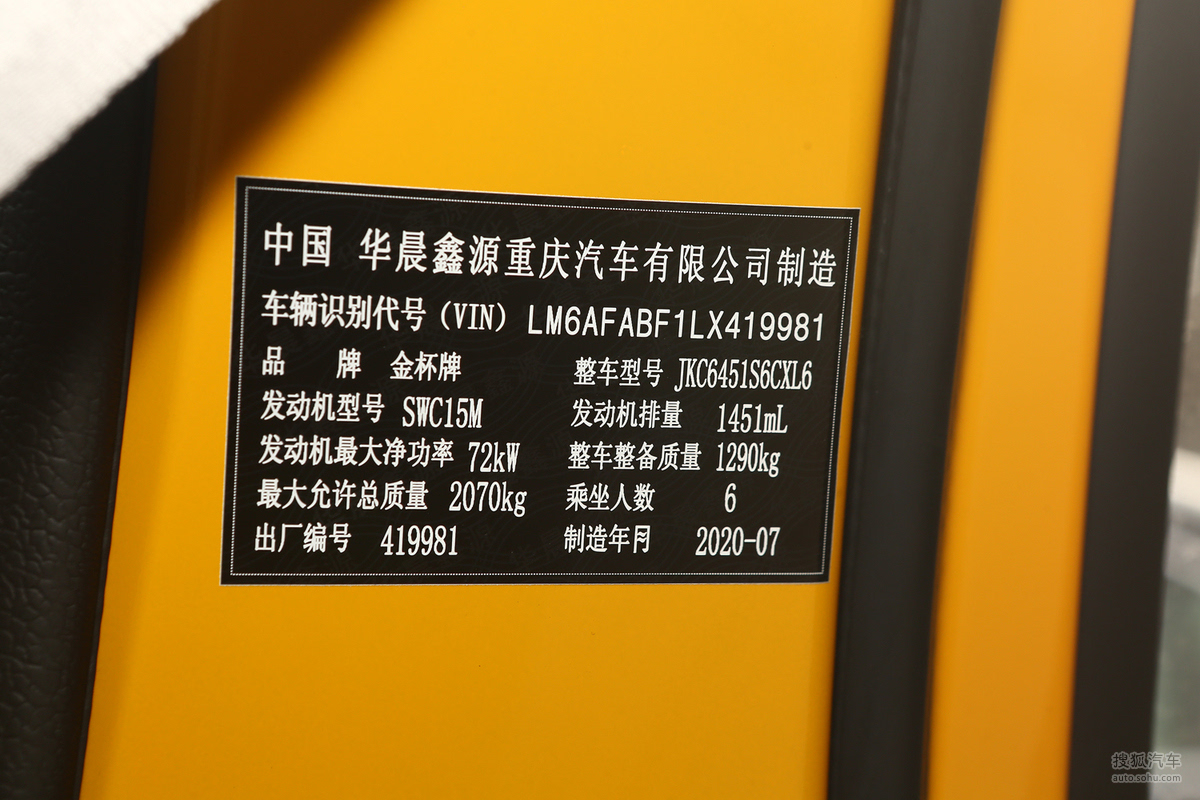 中国 华晨鑫源重庆汽车有限公司制造
车辆识别代号（VIN） LM6AFABF1LX419981
品 牌 金杯牌 整车型号 JKC6451S6CXL6
发动机型号 SWC15M 发动机排量 1451mL
发动机最大净功率 72kW 整车整备质量 1290kg
最大允许总质量 2070kg 乘坐人数 6
出厂编号 419981 制造年月 2020-07
搜狐汽车
auto.sohu.com